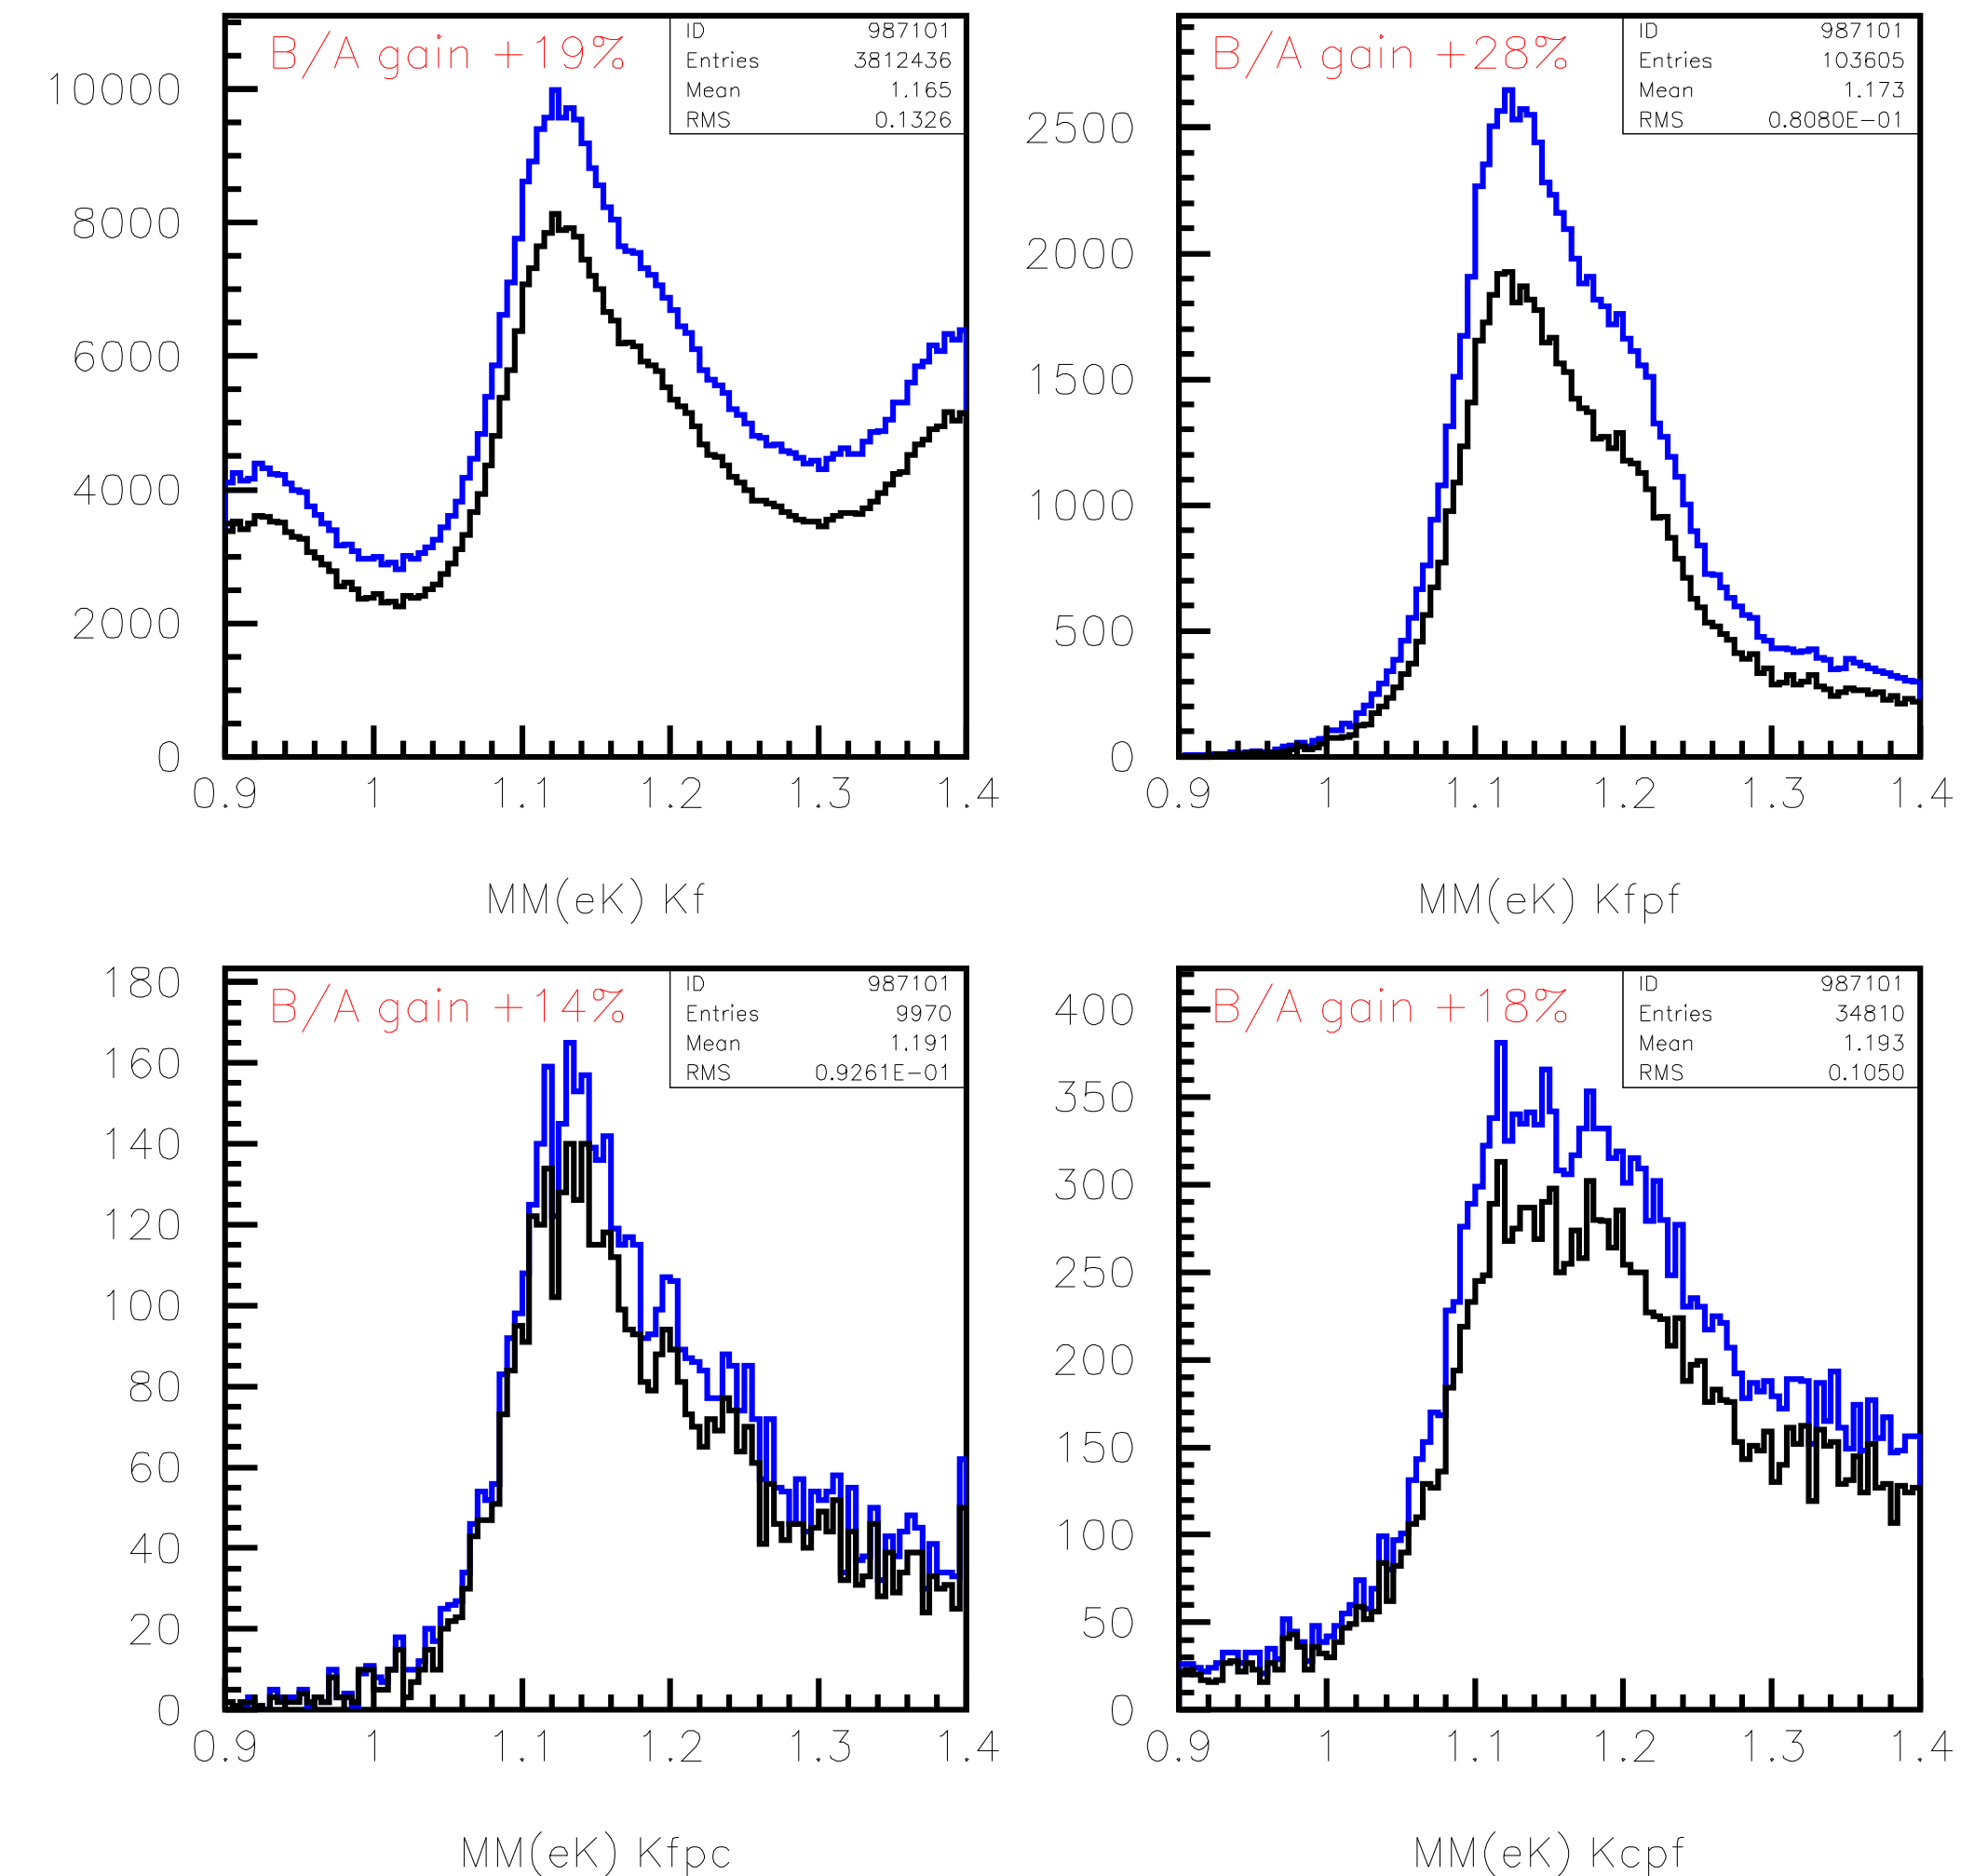 B/A gain +19%
ID 987101
Entries 3812436
Mean 1.165
RMS 0.1326
10000
8000
6000
4000
2000
0
0.9 1 1.1 1.2 1.3 1.4
MM(eK) Kf
B/A gain +28%
ID 987101
Entries 103605
Mean 1.173
RMS 0.8080E-01
2500
2000
1500
1000
500
0
0.9 1 1.1 1.2 1.3 1.4
MM(eK) Kfpf
B/A gain +14%
ID 987101
Entries 9970
Mean 1.191
RMS 0.9261E-01
180
160
140
120
100
80
60
40
20
0
0.9 1 1.1 1.2 1.3 1.4
MM(eK) Kfpc
B/A gain +18%
ID 987101
Entries 34810
Mean 1.193
RMS 0.1050
400
350
300
250
200
150
100
50
0
0.9 1 1.1 1.2 1.3 1.4
MM(eK) Kcpf